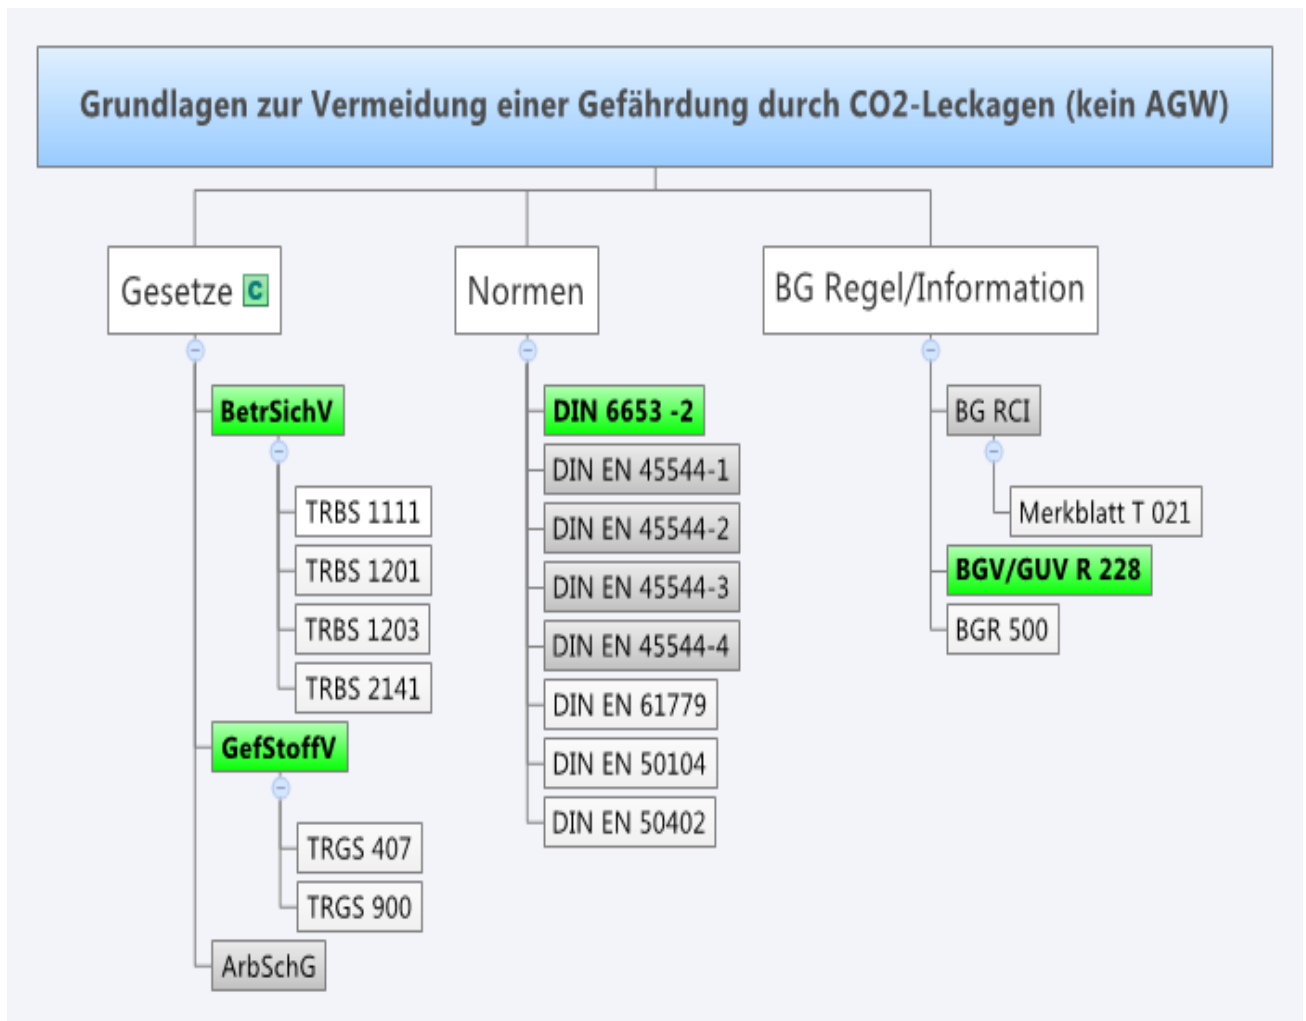 Grundlagen zur Vermeidung einer Gefährdung durch CO2-Leckagen (kein AGW)
Gesetze C
BetrSichV
TRBS 1111
TRBS 1201
TRBS 1203
TRBS 2141
GefStoffV
TRGS 407
TRGS 900
ArbSchG
Normen
DIN 6653 -2
DIN EN 45544-1
DIN EN 45544-2
DIN EN 45544-3
DIN EN 45544-4
DIN EN 61779
DIN EN 50104
DIN EN 50402
BG Regel/Information
BG RCI
Merkblatt T 021
BGV/GUV R 228
BGR 500